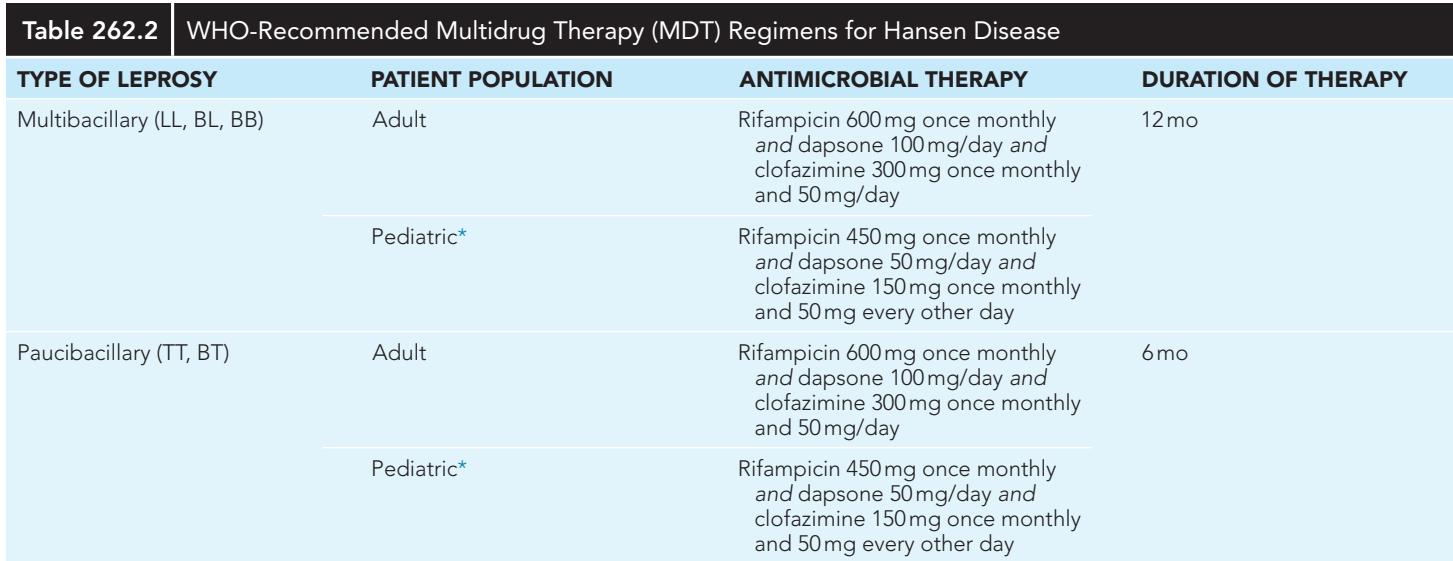 Table 262.2 WHO-Recommended Multidrug Therapy (MDT) Regimens for Hansen Disease
TYPE OF LEPROSY PATIENT POPULATION ANTIMICROBIAL THERAPY DURATION OF THERAPY
Multibacillary (LL, BL, BB) Adult Rifampicin 600 mg once monthly 12 mo
and dapsone 100 mg/day and
clofazimine 300 mg once monthly
and 50 mg/day
Pediatric* Rifampicin 450 mg once monthly
and dapsone 50 mg/day and
clofazimine 150 mg once monthly
and 50 mg every other day
Paucibacillary (TT, BT) Adult Rifampicin 600 mg once monthly 6 mo
and dapsone 100 mg/day and
clofazimine 300 mg once monthly
and 50 mg/day
Pediatric* Rifampicin 450 mg once monthly
and dapsone 50 mg/day and
clofazimine 150 mg once monthly
and 50 mg every other day